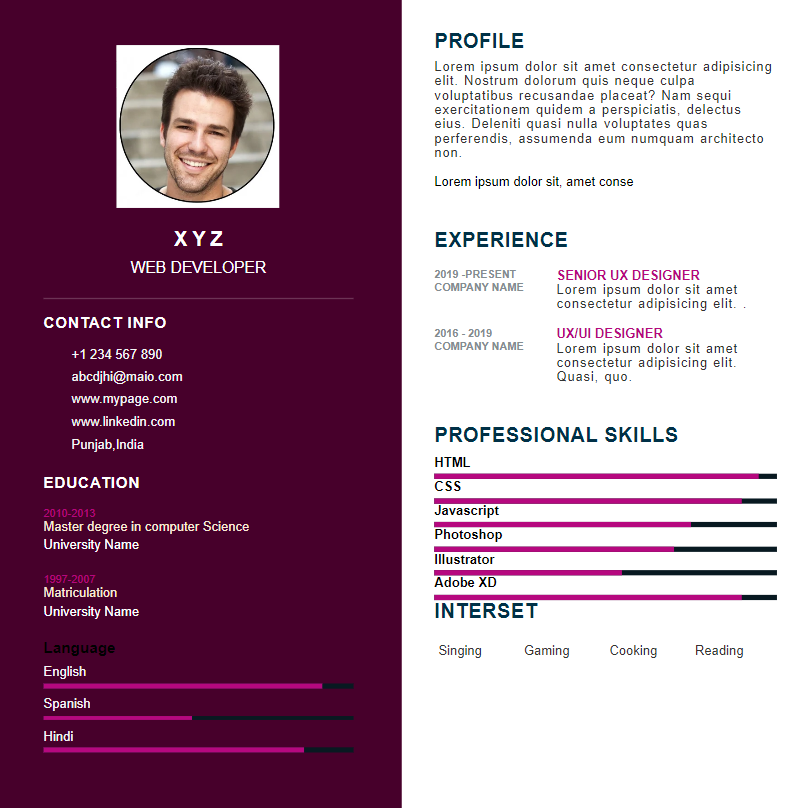 X Y Z
WEB DEVELOPER
CONTACT INFO
+1 234 567 890
abcdjhi@maio.com
www.mypage.com
www.linkedin.com
Punjab,India
EDUCATION
2010-2013
Master degree in computer Science
University Name
1997-2007
Matriculation
University Name
Language
English
Spanish
Hindi
PROFILE
Lorem ipsum dolor sit amet consectetur adipisicing
elit. Nostrum dolorum quis neque culpa
voluptatibus recusandae placeat? Nam sequi
exercitationem quidem a perspiciatis, delectus
eius. Deleniti quasi nulla voluptates quas
perferendis, assumenda eum numquam architecto
non.
Lorem ipsum dolor sit, amet conse
EXPERIENCE
2019 -PRESENT
COMPANY NAME
SENIOR UX DESIGNER
Lorem ipsum dolor sit amet
consectetur adipisicing elit. .
2016 - 2019
COMPANY NAME
UX/UI DESIGNER
Lorem ipsum dolor sit amet
consectetur adipisicing elit.
Quasi, quo.
PROFESSIONAL SKILLS
HTML
CSS
Javascript
Photoshop
Illustrator
Adobe XD
INTERSET
Singing Gaming Cooking Reading